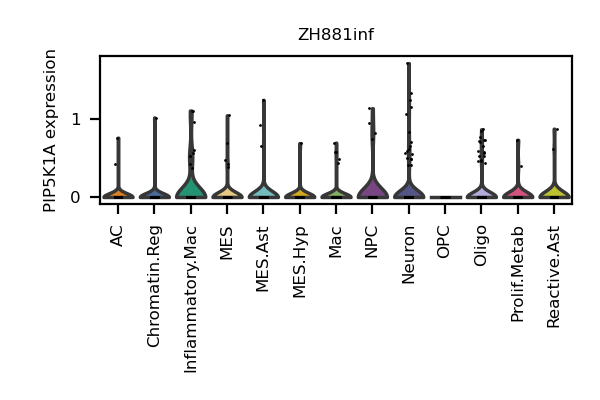 ZH881inf
PIP5K1A expression
1
0
AC
Chromatin.Reg
Inflammatory.Mac
MES
MES.Ast
MES.Hyp
Mac
NPC
Neuron
OPC
Oligo
Prolif.Metab
Reactive.Ast